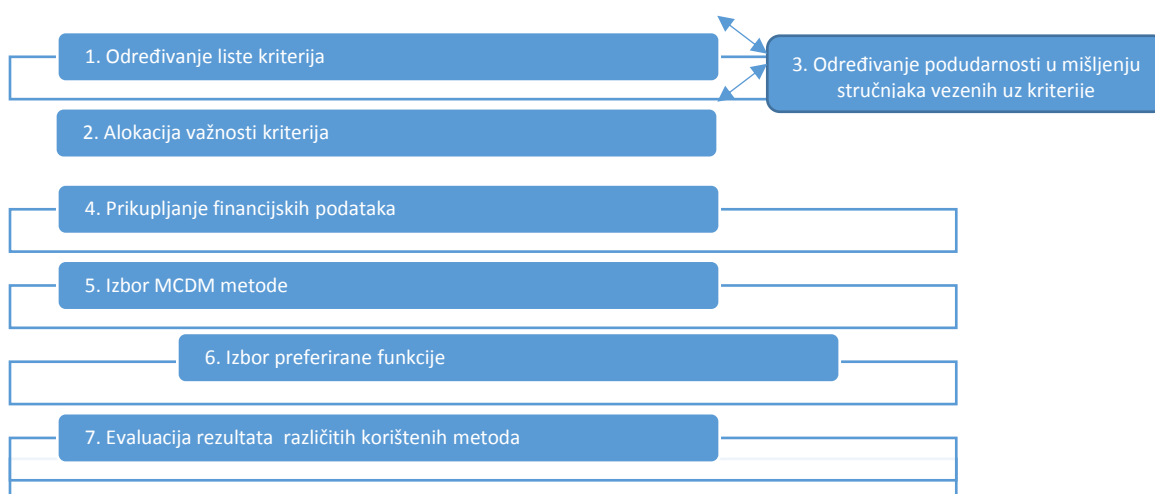 1. Određivanje liste kriterija
3. Određivanje podudarnosti u mišljenju
stručnjaka vezenih uz kriterije
2. Alokacija važnosti kriterija
4. Prikupljanje financijskih podataka
5. Izbor MCDM metode
6. Izbor preferirane funkcije
7. Evaluacija rezultata  različitih korištenih metoda